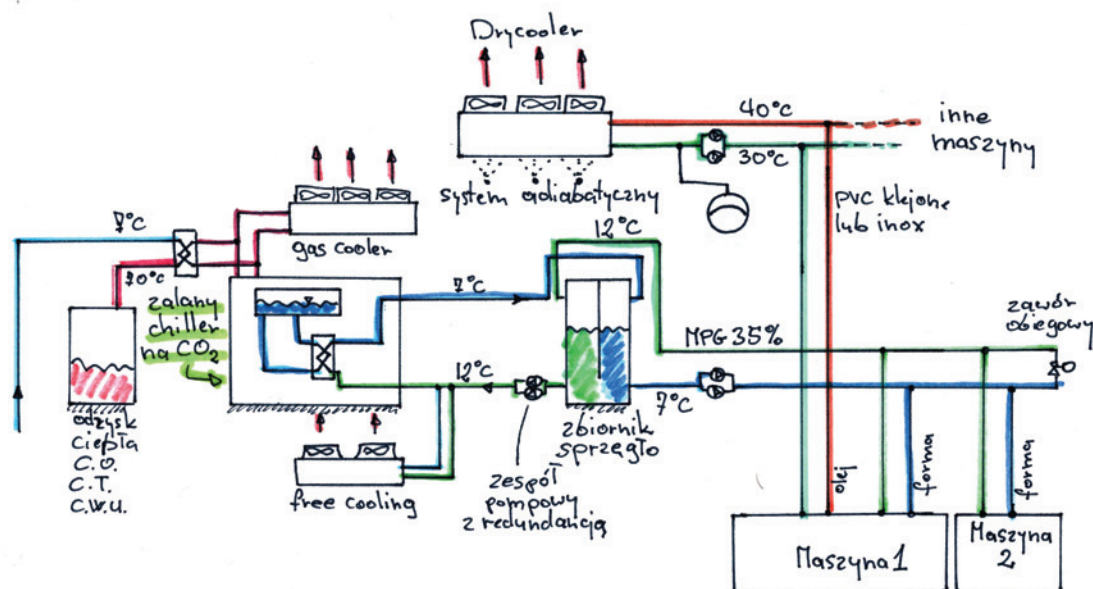 Drycooler
40°C
30°C
inne
maszyny
system adiabatyczny
PVC klejone
lub inox
gas cooler
7°C
70°C
zalany
chiller
na CO₂
7°C
12°C
12°C
MPG 35%
7°C
zawór
obiegowy
odzysk
ciepła
C.O.
C.T.
C.W.U.
free cooling
zespół
pompowy
z redundancją
zbiornik
sprzęgło
olej
forma
forma
Maszyna 1
Maszyna
2